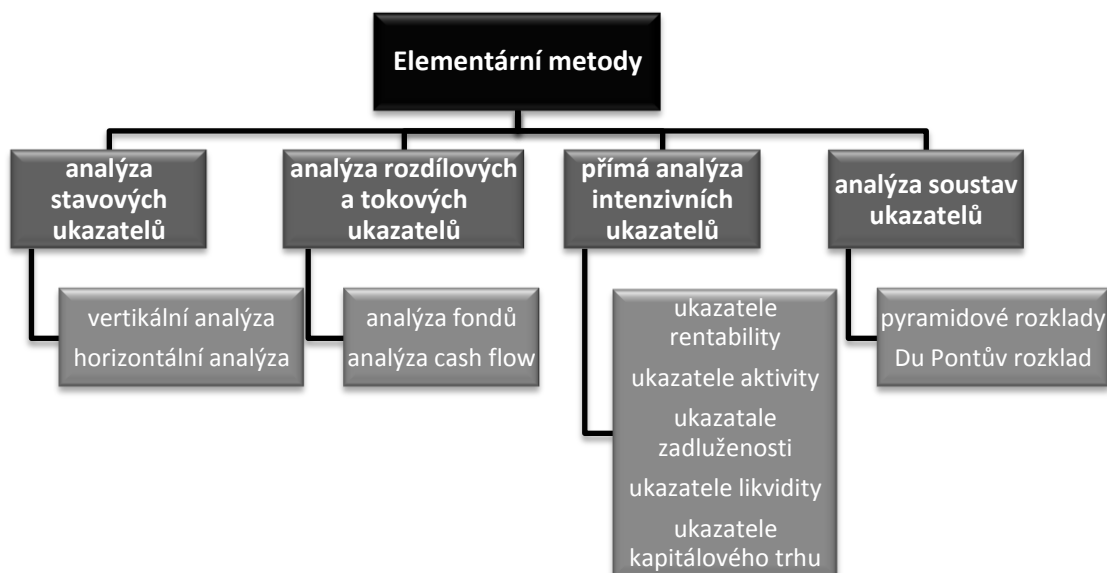 Elementární metody
analýza
stavových
ukazatelů
analýza rozdílových
a tokových
ukazatelů
přímá analýza
intenzivních
ukazatelů
analýza soustav
ukazatelů
vertikální analýza
horizontální analýza
analýza fondů
analýza cash flow
ukazatele
rentability
ukazatele aktivity
ukazatale
zadluženosti
ukazatele likvidity
ukazatele
kapitálového trhu
pyramidové rozklady
Du Pontův rozklad